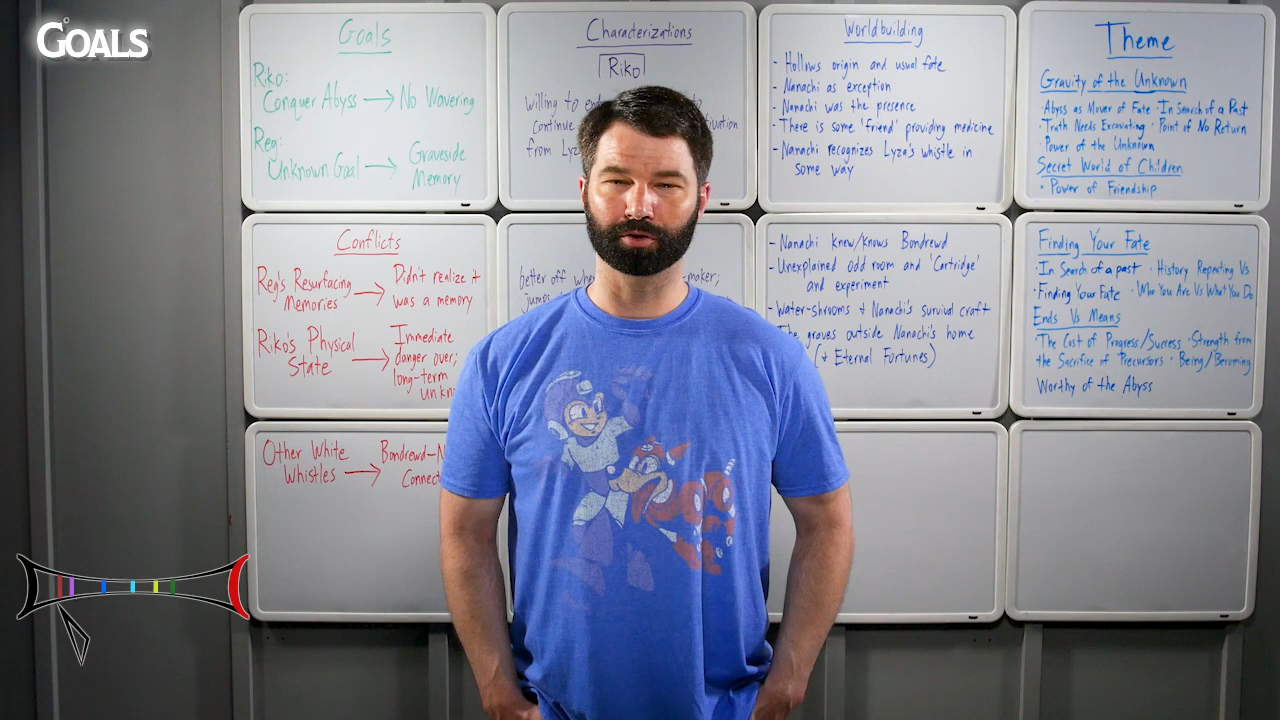 GOALS
Goals
Riko:
Conquer Abyss → No Wavering
Reg:
Unknown Goal → Graveside
Memory
Characterizations
Riko
willing to
to
Continue
from
Worldbuilding
- Hollows origin and usual fate
- Nanachi as exception
- Nanachi was the presence
- There is some 'friend' providing medicine
- Nanachi recognizes Lyza's whistle in
some way
Theme
Gravity of the Unknown
· Abyss as Mover of Fate · In Search of a Past
· Truth Needs Excavating · Point of No Return
· Power of the Unknown
Secret World of Children
· Power of Friendship
Conflicts
Reg's Resurfacing
Memories → Didn't realize it
was a memory
Riko's Physical
State → Immediate
danger over;
long-term
better off
-maker;
- Nanachi knew/knows Bondrewd
- Unexplained odd room and 'Cartridge'
and experiment
- Water-shrooms + Nanachi's survival craft
graves outside Nanachi's home
(+ Eternal Fortunes)
Finding Your Fate
· In Search of a past · History Repeating Vs
· Finding Your Fate · Who You Are Vs What You Do
Ends Vs Means
· The Cost of Progress/Success · Strength from
the Sacrifice of Precursors · Being/Becoming
Worthy of the Abyss
Other White
Whistles → Bondrewd-N